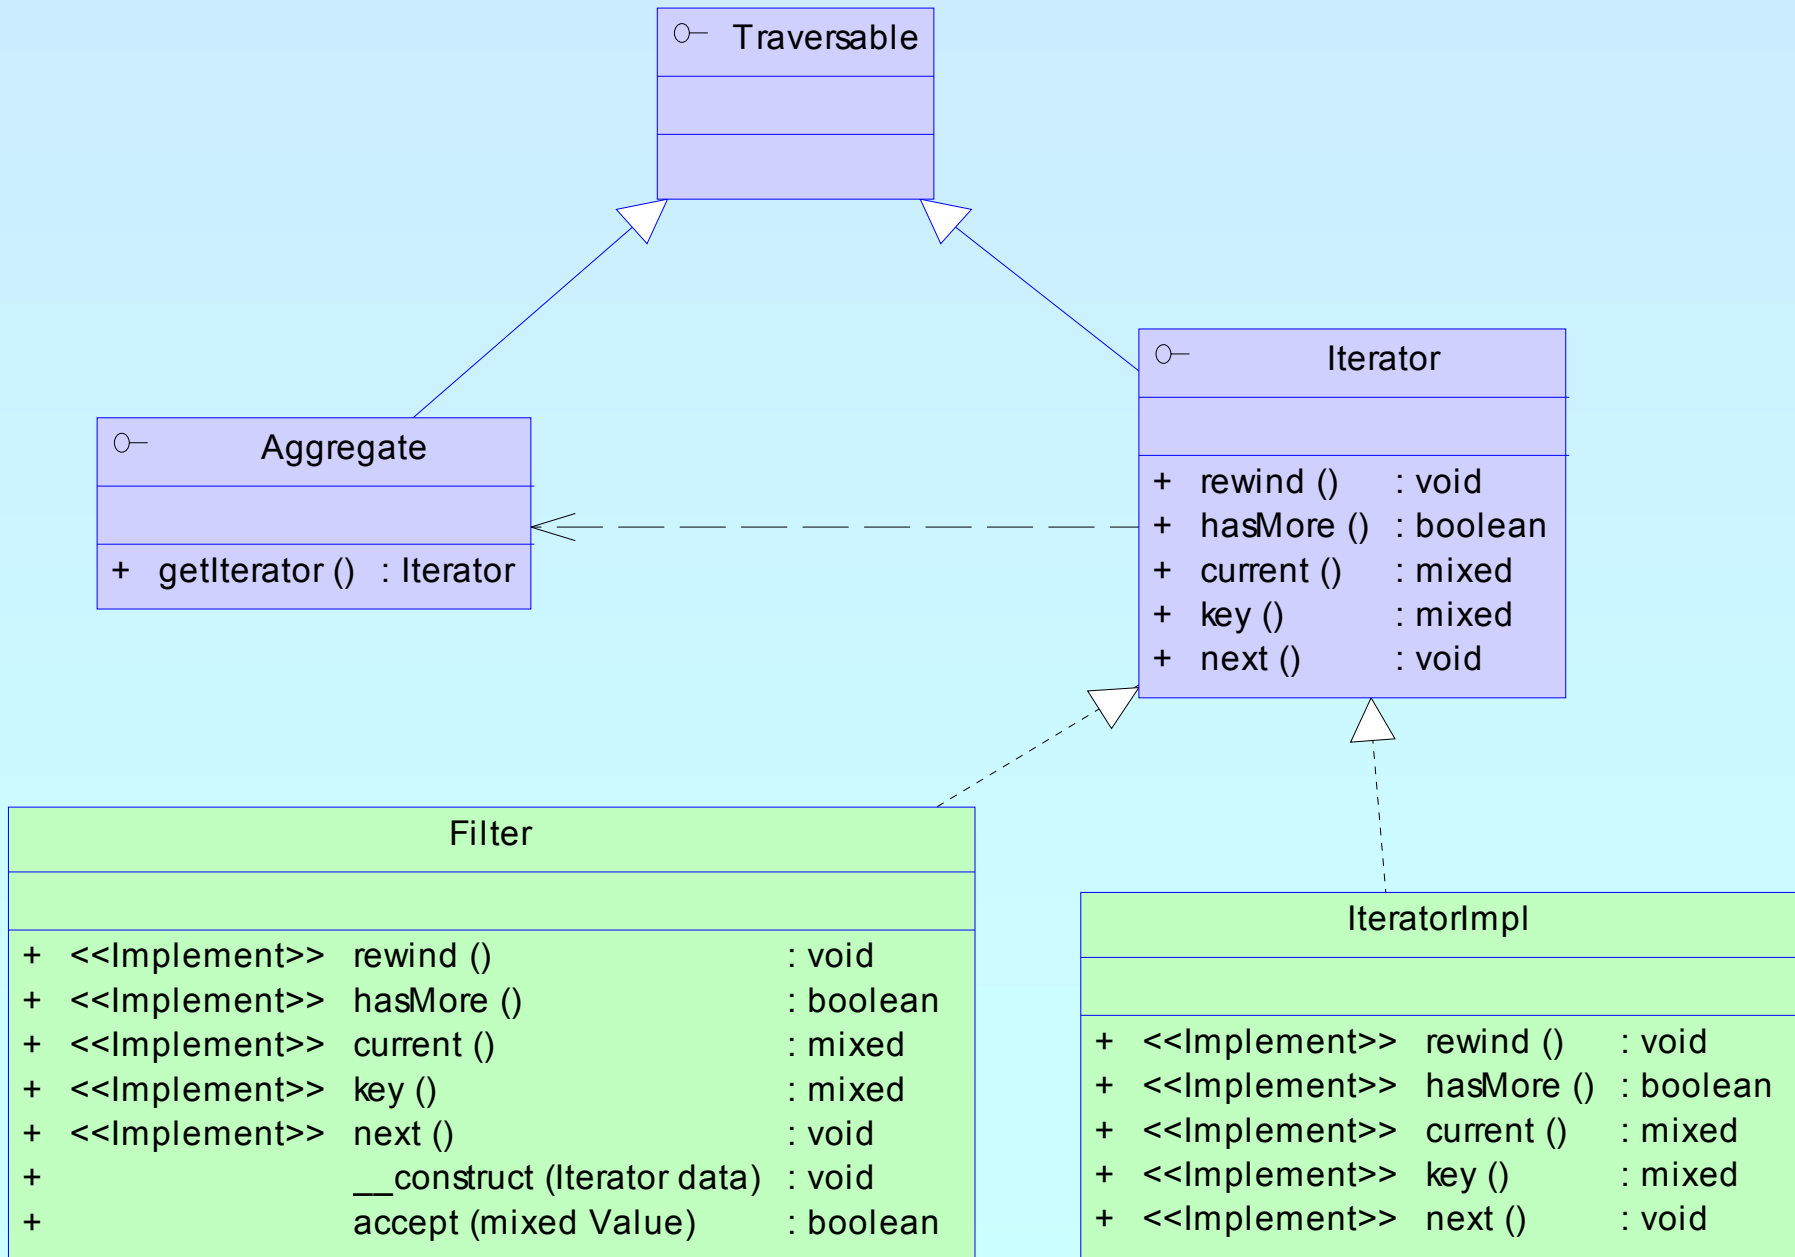 Traversable
Iterator
+ rewind () : void
+ hasMore () : boolean
+ current () : mixed
+ key () : mixed
+ next () : void
Aggregate
+ getIterator () : Iterator
Filter
+ <<Implement>> rewind () : void
+ <<Implement>> hasMore () : boolean
+ <<Implement>> current () : mixed
+ <<Implement>> key () : mixed
+ <<Implement>> next () : void
+ __construct (Iterator data) : void
+ accept (mixed Value) : boolean
IteratorImpl
+ <<Implement>> rewind () : void
+ <<Implement>> hasMore () : boolean
+ <<Implement>> current () : mixed
+ <<Implement>> key () : mixed
+ <<Implement>> next () : void